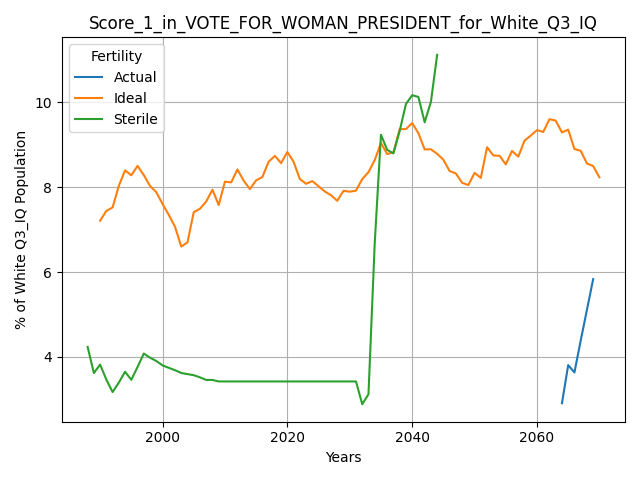 Score_1_in_VOTE_FOR_WOMAN_PRESIDENT_for_White_Q3_IQ
Fertility
Actual
Ideal
Sterile
% of White Q3_IQ Population
10
8
6
4
2000
2020
2040
2060
Years